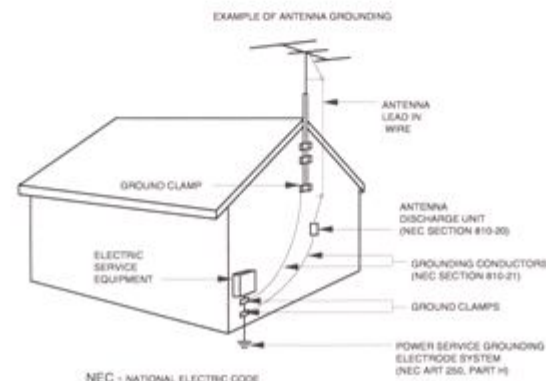 EXAMPLE OF ANTENNA GROUNDING
ANTENNA
LEAD IN
WIRE
GROUND CLAMP
ANTENNA
DISCHARGE UNIT
(NEC SECTION 810-20)
ELECTRIC
SERVICE
EQUIPMENT
GROUNDING CONDUCTORS
(NEC SECTION 810-21)
GROUND CLAMPS
POWER SERVICE GROUNDING
ELECTRODE SYSTEM
(NEC ART 250, PART H)
NEC - NATIONAL ELECTRIC CODE